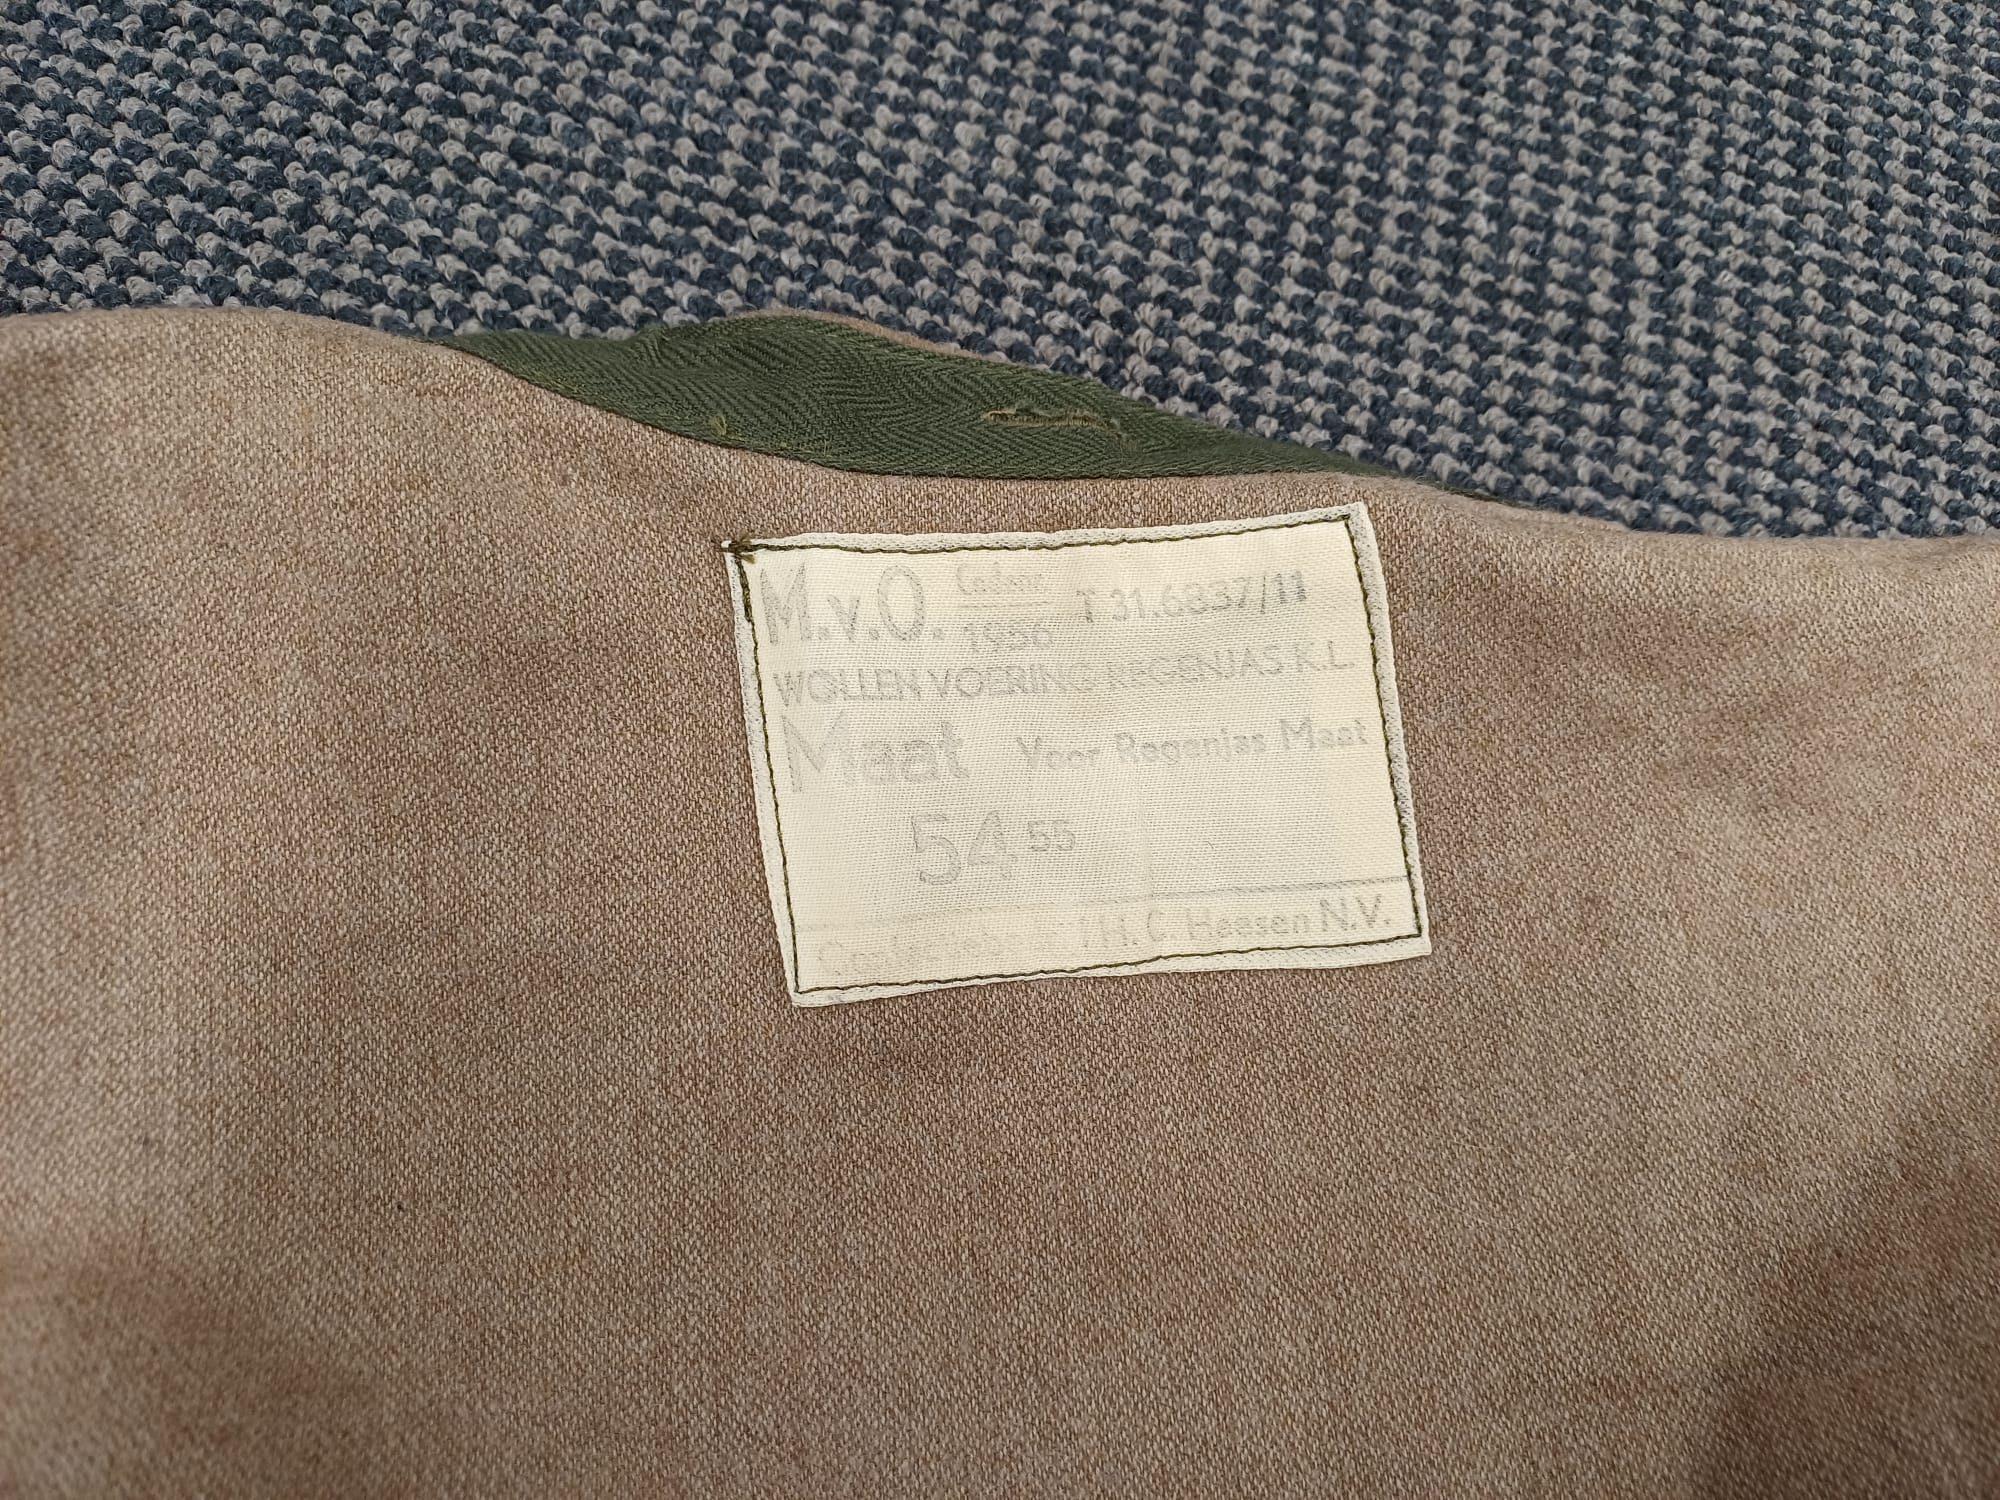 M.v.O. 1956 T 31.6837/11
WOLLEN VOERING REGENJAS K.L.
Maat Voor Regenjas Maat
54 55
H. C. Heesen N.V.